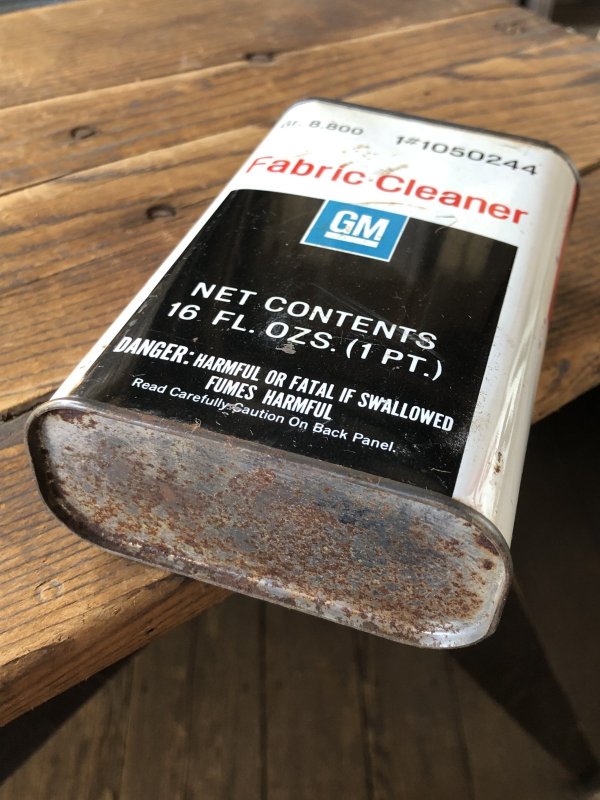 Gr. 8.800 1#1050244
Fabric Cleaner
GM
NET CONTENTS
16 FL. OZS. (1 PT.)
DANGER: HARMFUL OR FATAL IF SWALLOWED
FUMES HARMFUL
Read Carefully Caution On Back Panel.